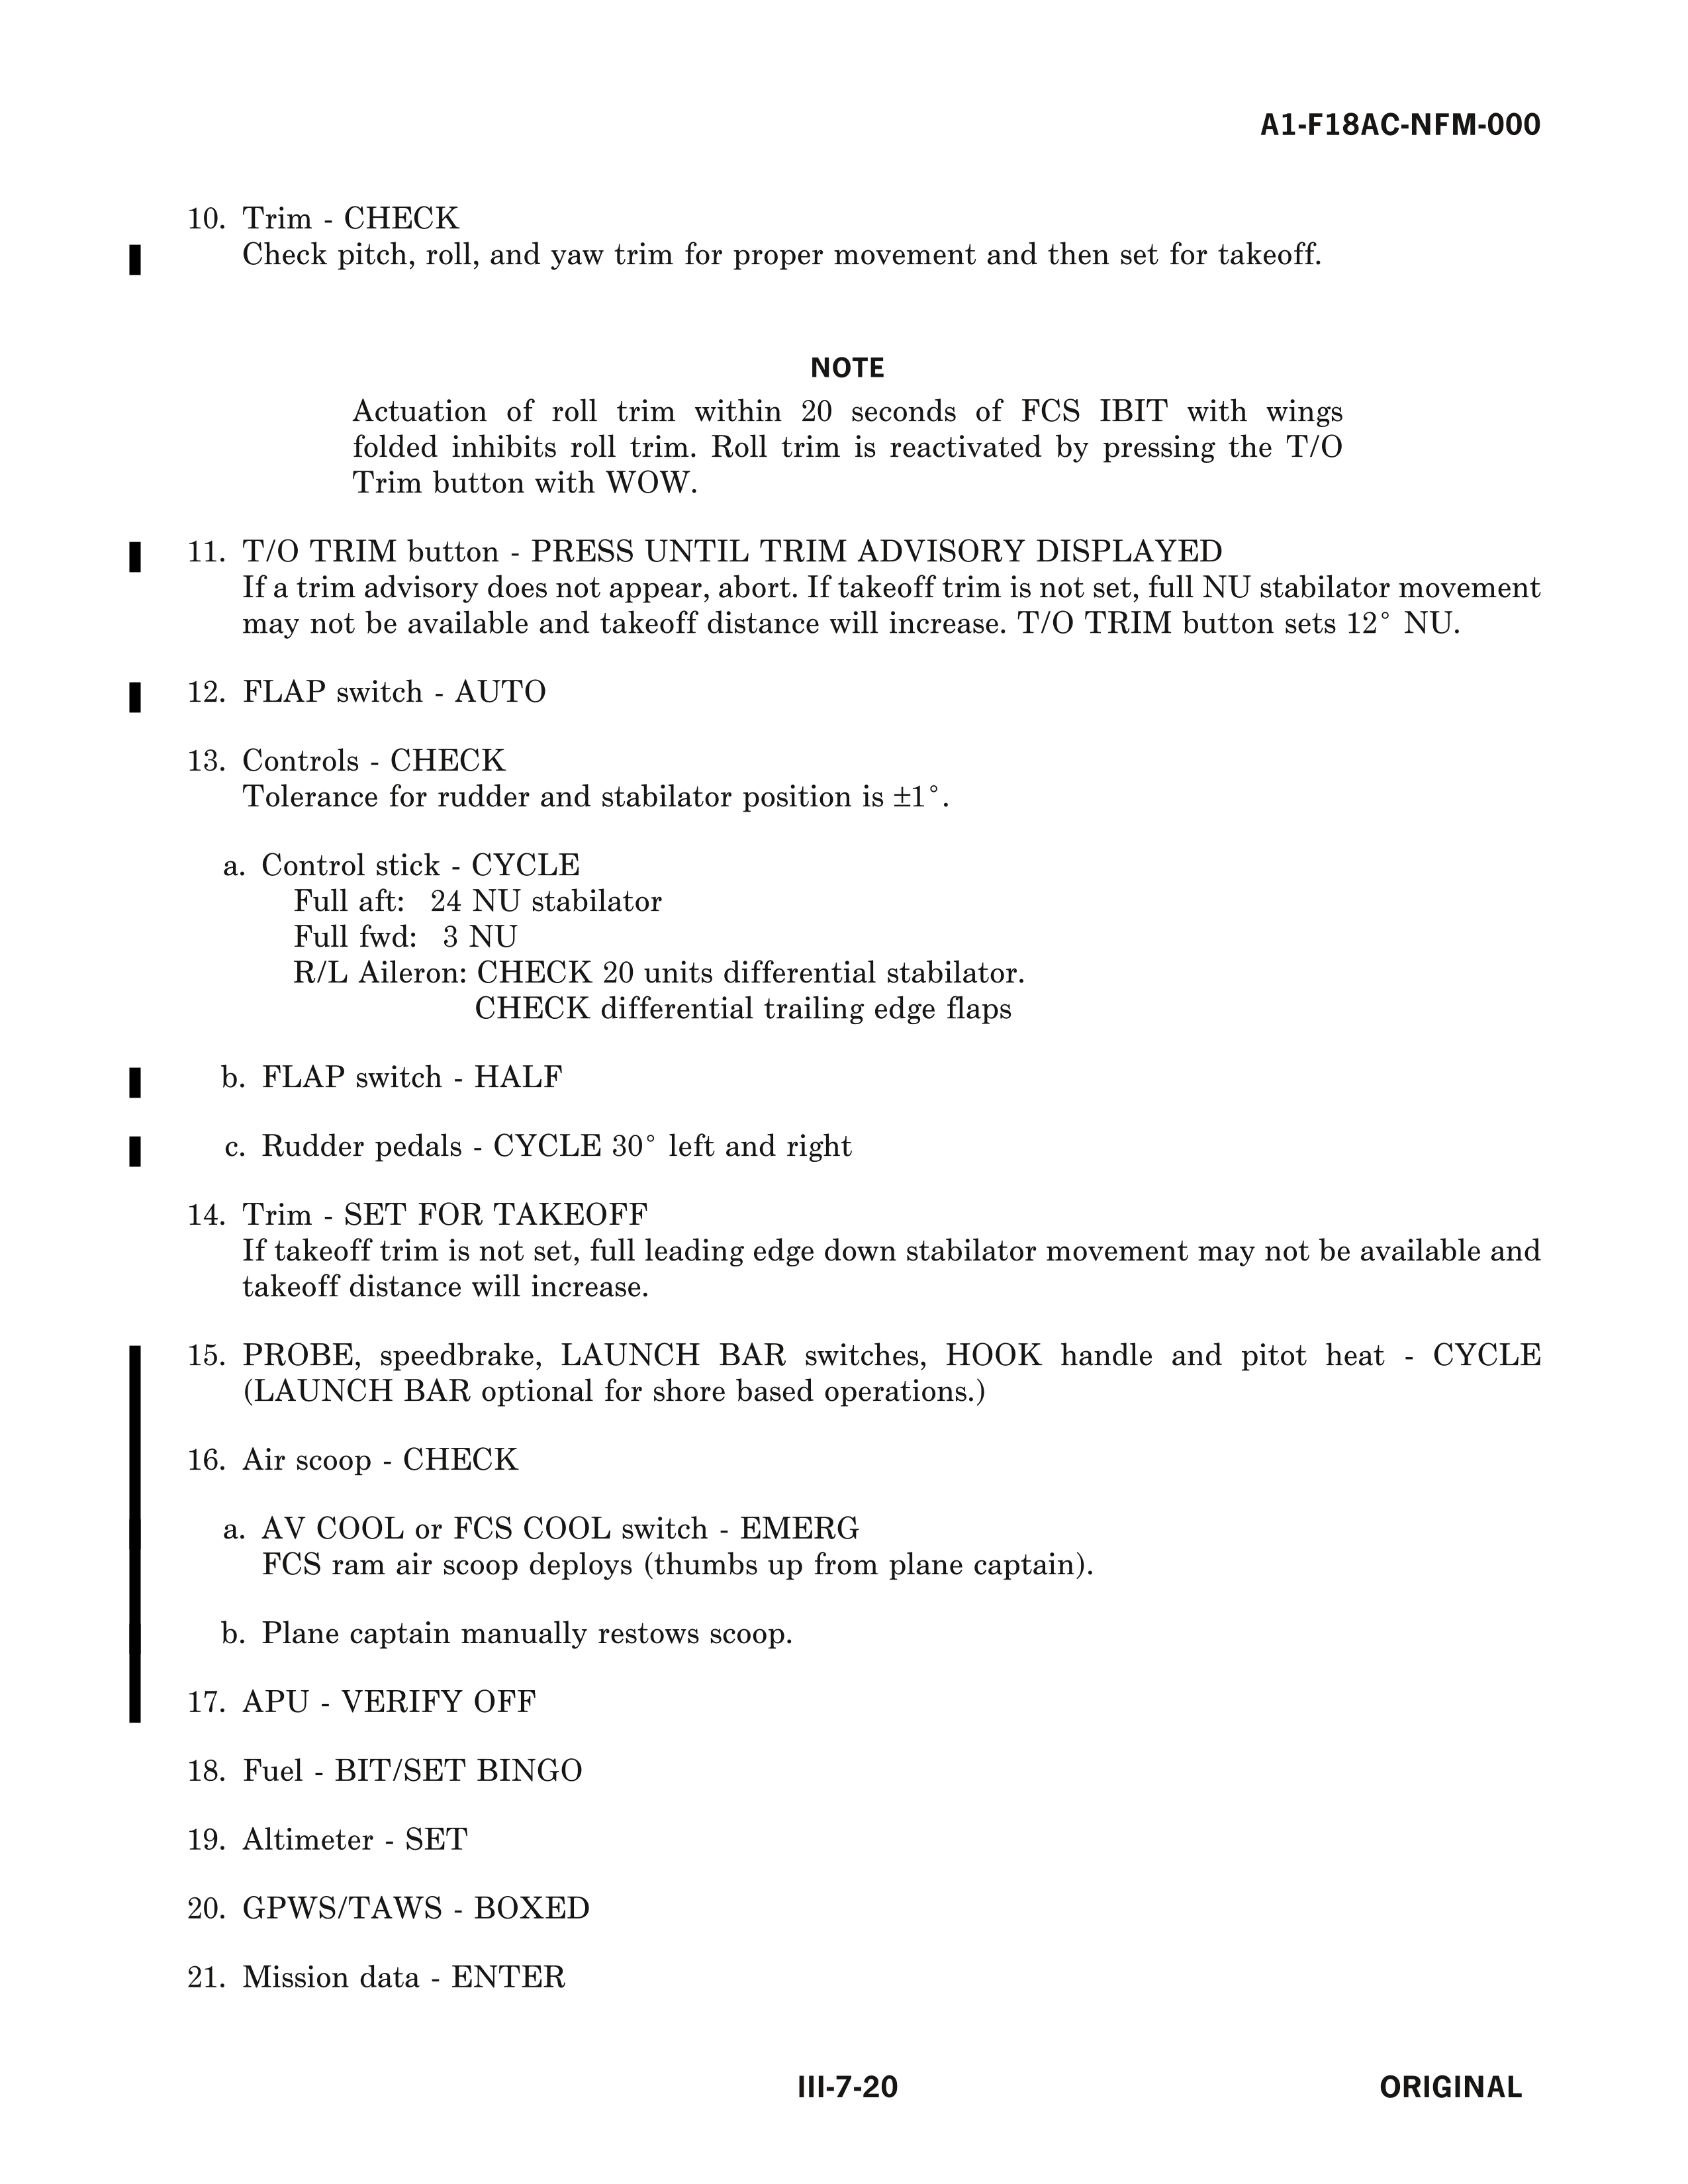 A1-F18AC-NFM-000
10. Trim - CHECK
Check pitch, roll, and yaw trim for proper movement and then set for takeoff.
NOTE
Actuation of roll trim within 20 seconds of FCS IBIT with wings
folded inhibits roll trim. Roll trim is reactivated by pressing the T/O
Trim button with WOW.
11. T/O TRIM button - PRESS UNTIL TRIM ADVISORY DISPLAYED
If a trim advisory does not appear, abort. If takeoff trim is not set, full NU stabilator movement
may not be available and takeoff distance will increase. T/O TRIM button sets 12° NU.
12. FLAP switch - AUTO
13. Controls - CHECK
Tolerance for rudder and stabilator position is ±1°.
a. Control stick - CYCLE
Full aft: 24 NU stabilator
Full fwd: 3 NU
R/L Aileron: CHECK 20 units differential stabilator.
CHECK differential trailing edge flaps
b. FLAP switch - HALF
c. Rudder pedals - CYCLE 30° left and right
14. Trim - SET FOR TAKEOFF
If takeoff trim is not set, full leading edge down stabilator movement may not be available and
takeoff distance will increase.
15. PROBE, speedbrake, LAUNCH BAR switches, HOOK handle and pitot heat - CYCLE
(LAUNCH BAR optional for shore based operations.)
16. Air scoop - CHECK
a. AV COOL or FCS COOL switch - EMERG
FCS ram air scoop deploys (thumbs up from plane captain).
b. Plane captain manually restows scoop.
17. APU - VERIFY OFF
18. Fuel - BIT/SET BINGO
19. Altimeter - SET
20. GPWS/TAWS - BOXED
21. Mission data - ENTER
III-7-20
ORIGINAL